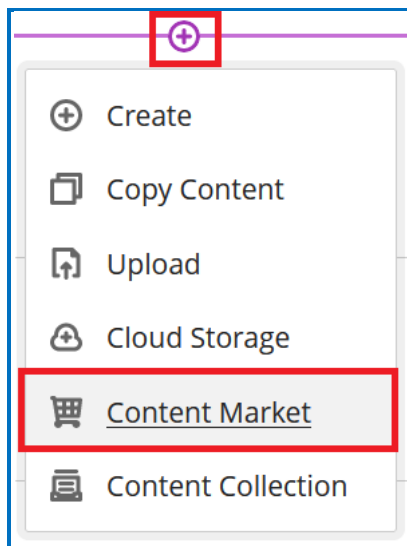 Create
Copy Content
Upload
Cloud Storage
Content Market
Content Collection